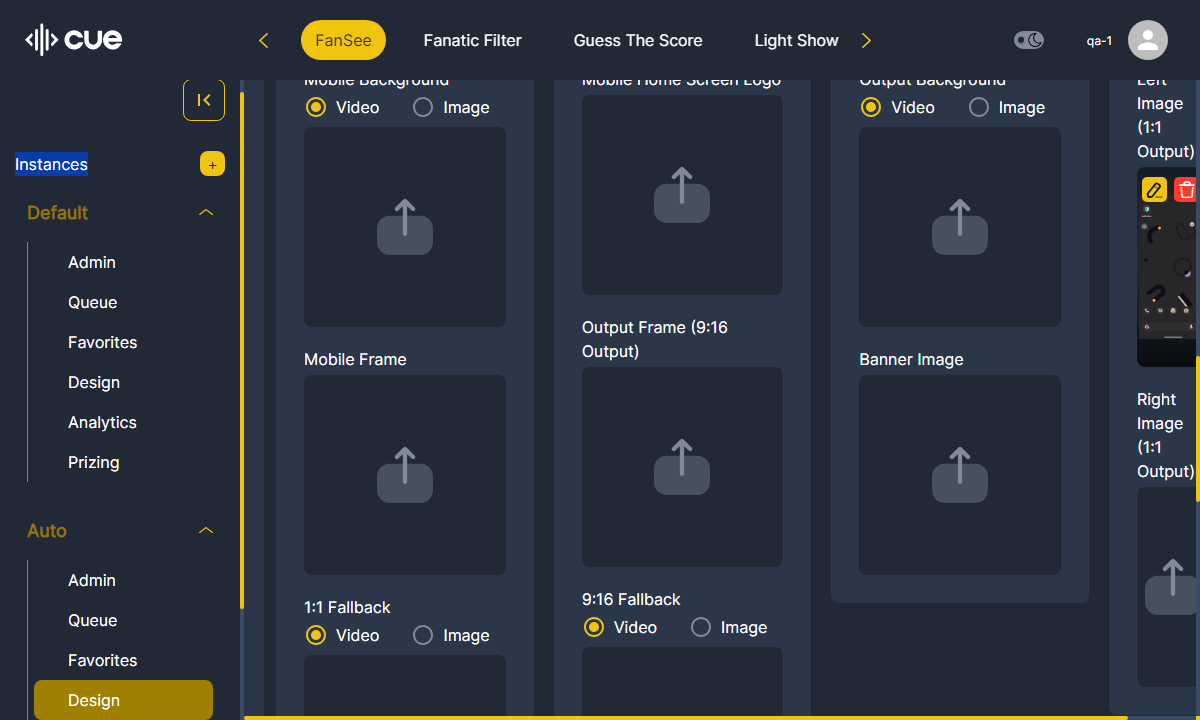 cue
FanSee
Fanatic Filter
Guess The Score
Light Show
qa-1
Instances
+
Default
Admin
Queue
Favorites
Design
Analytics
Prizing
Auto
Admin
Queue
Favorites
Design
Mobile Background
Video
Image
Mobile Frame
1:1 Fallback
Video
Image
Mobile Home Screen Logo
Output Frame (9:16
Output)
9:16 Fallback
Video
Image
Output Background
Video
Image
Banner Image
Left
Image
(1:1
Output)
Right
Image
(1:1
Output)